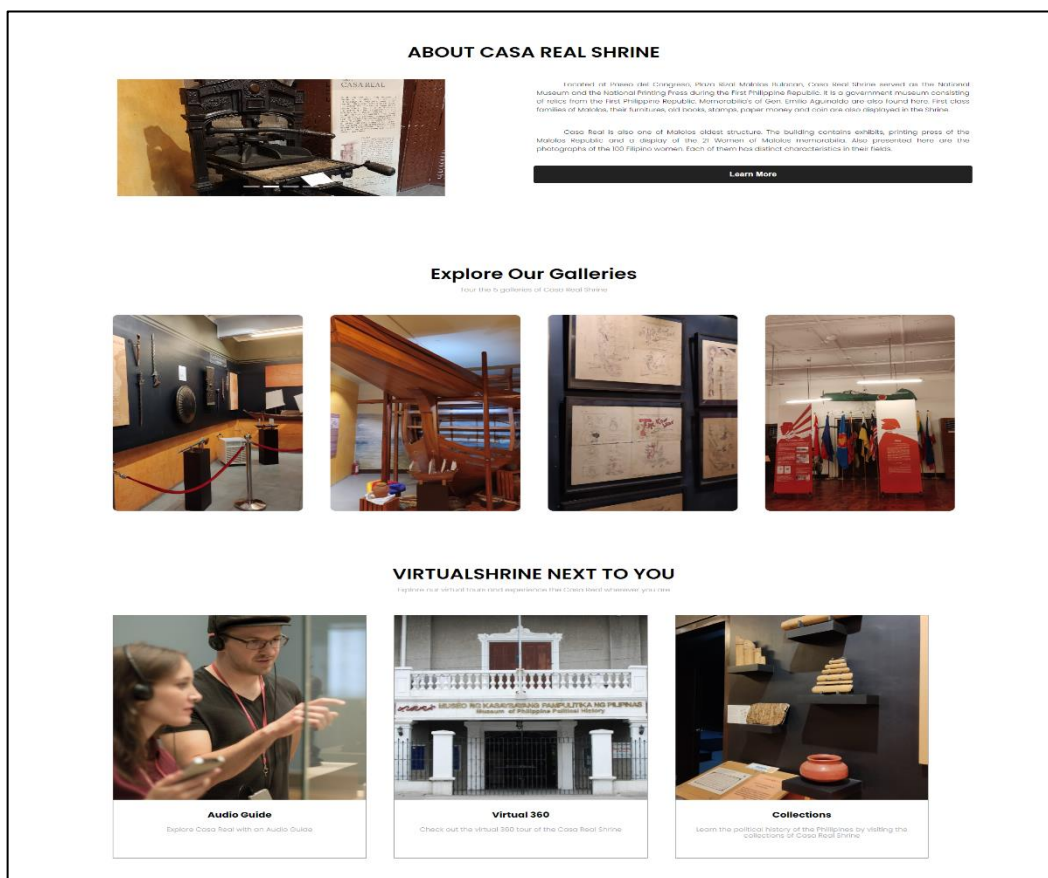 ABOUT CASA REAL SHRINE
CASA REAL
Located at Paseo del Congreso, Plaza Rizal Malolos Bulacan, Casa Real Shrine served as the National
Museum and the National Printing Press during the First Philippine Republic. It is a government museum consisting
of relics from the First Philippine Republic. Memorabilia's of Gen. Emilio Aguinaldo are also found here. First class
families of Malolos, their furnitures, old books, stamps, paper money and coin are also displayed in the Shrine.
Casa Real is also one of Malolos oldest structure. The building contains exhibits, printing press of the
Malolos Republic and a display of the 21 Women of Malolos memorabilia. Also presented here are the
photographs of the 100 Filipino women. Each of them has distinct characteristics in their fields.
Learn More
Explore Our Galleries
Tour the 5 galleries of Casa Real Shrine
VIRTUALSHRINE NEXT TO YOU
Explore our virtual tours and experience the Casa Real wherever you are
MUSEO NG KASAYSAYANG PAMPULITIKA NG PILIPINAS
Museum of Philippine Political History
Audio Guide
Explore Casa Real with an Audio Guide
Virtual 360
Check out the virtual 360 tour of the Casa Real Shrine
Collections
Learn the political history of the Philippines by visiting the
collections of Casa Real Shrine